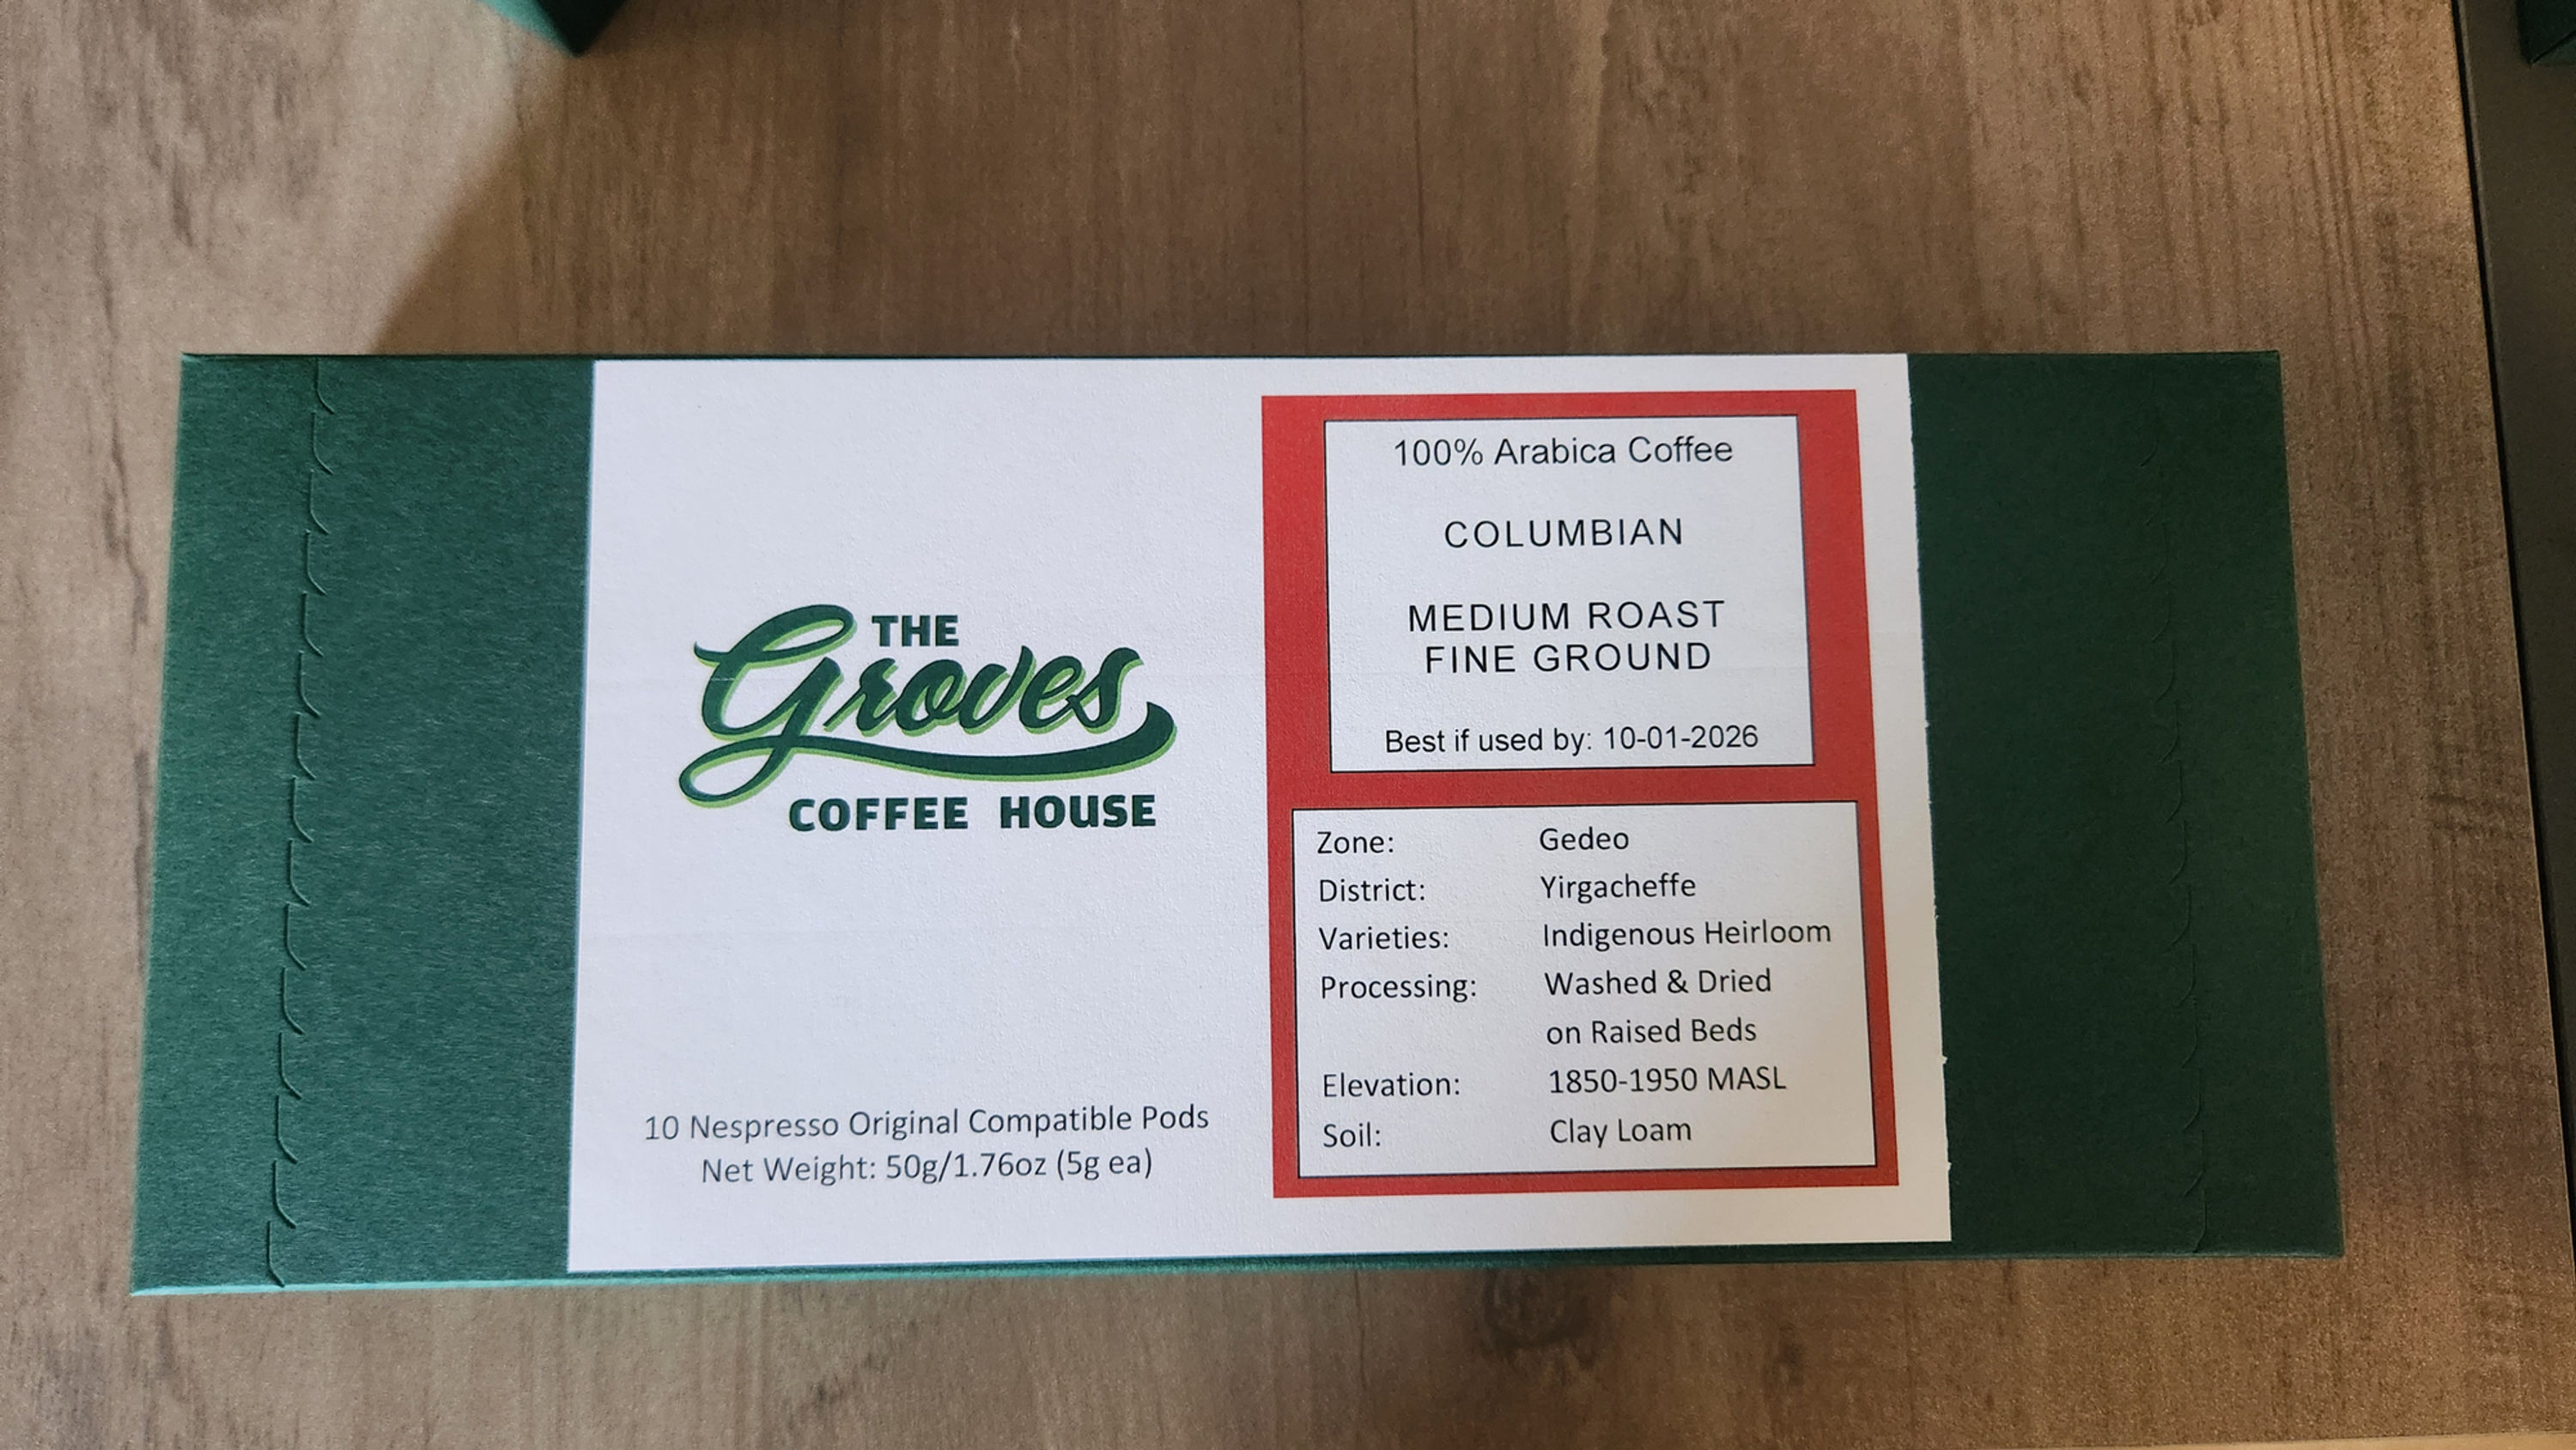 THE
Groves
COFFEE HOUSE
10 Nespresso Original Compatible Pods
Net Weight: 50g/1.76oz (5g ea)
100% Arabica Coffee
COLUMBIAN
MEDIUM ROAST
FINE GROUND
Best if used by: 10-01-2026
Zone: Gedeo
District: Yirgacheffe
Varieties: Indigenous Heirloom
Processing: Washed & Dried
on Raised Beds
Elevation: 1850-1950 MASL
Soil: Clay Loam